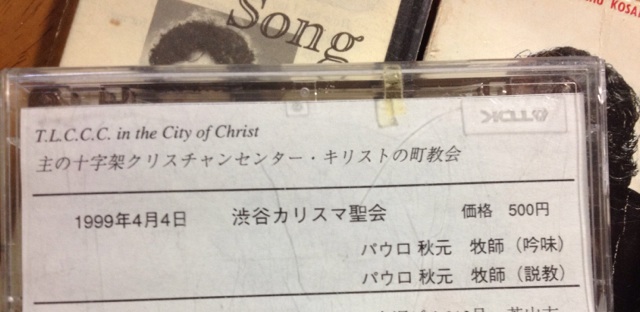 Song
KOSA
TDK
T.L.C.C.C. in the City of Christ
主の十字架クリスチャンセンター・キリストの町教会
1999年4月4日 渋谷カリスマ聖会 価格 500円
パウロ 秋元 牧師（吟味）
パウロ 秋元 牧師（説教）